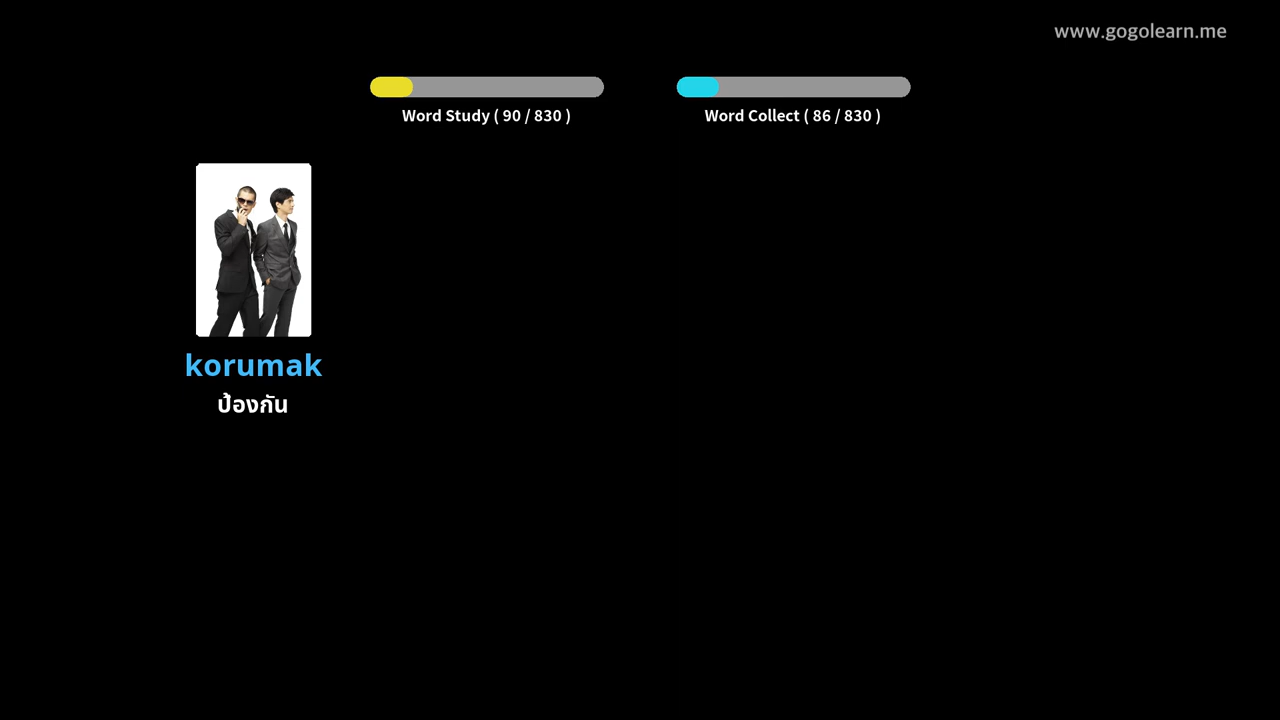 www.gogolearn.me
Word Study ( 90 / 830 )
Word Collect ( 86 / 830 )
korumak
ป้องกัน